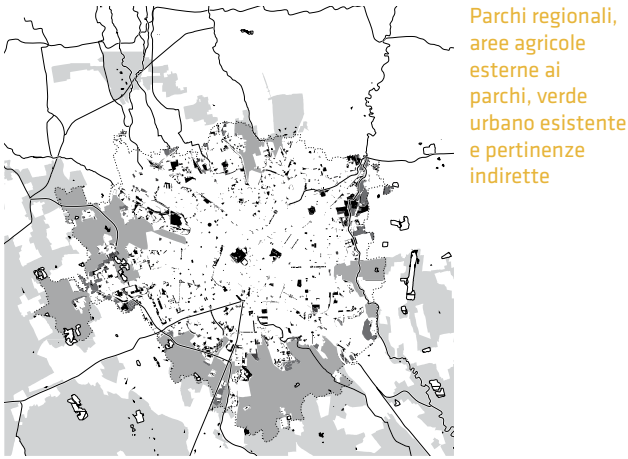 Parchi regionali,
aree agricole
esterne ai
parchi, verde
urbano esistente
e pertinenze
indirette